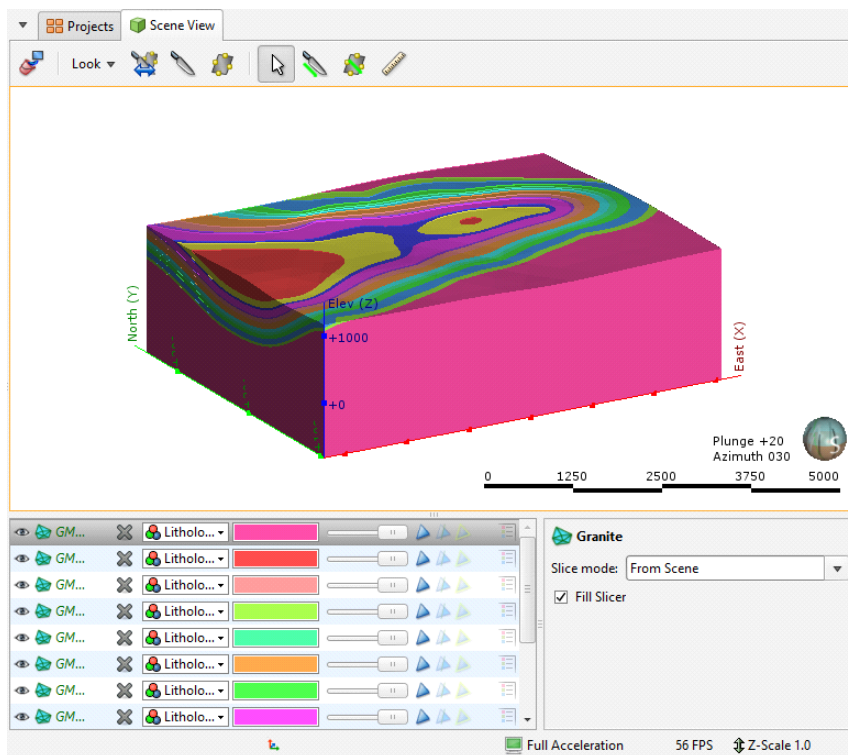 Projects
Scene View
Look
North (Y)
Elev (Z)
+1000
+0
East (X)
Plunge +20
Azimuth 030
0 1250 2500 3750 5000
GM... Litholo...
GM... Litholo...
GM... Litholo...
GM... Litholo...
GM... Litholo...
GM... Litholo...
GM... Litholo...
GM... Litholo...
Granite
Slice mode: From Scene
Fill Slicer
Full Acceleration 56 FPS Z-Scale 1.0